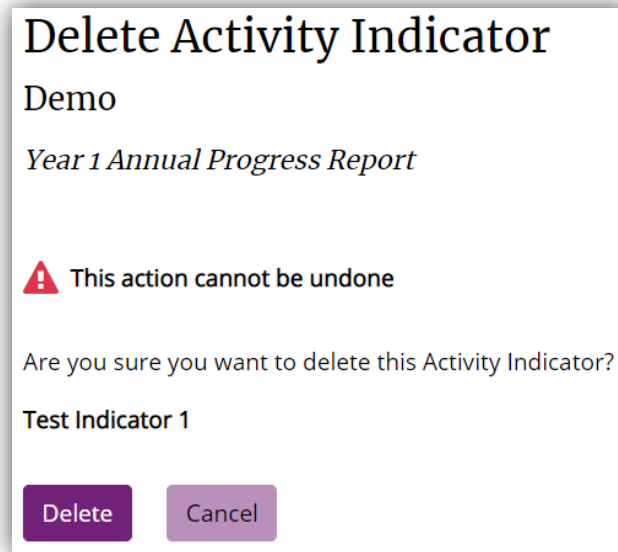 Delete Activity Indicator
Demo
Year 1 Annual Progress Report
This action cannot be undone
Are you sure you want to delete this Activity Indicator?
Test Indicator 1
Delete
Cancel